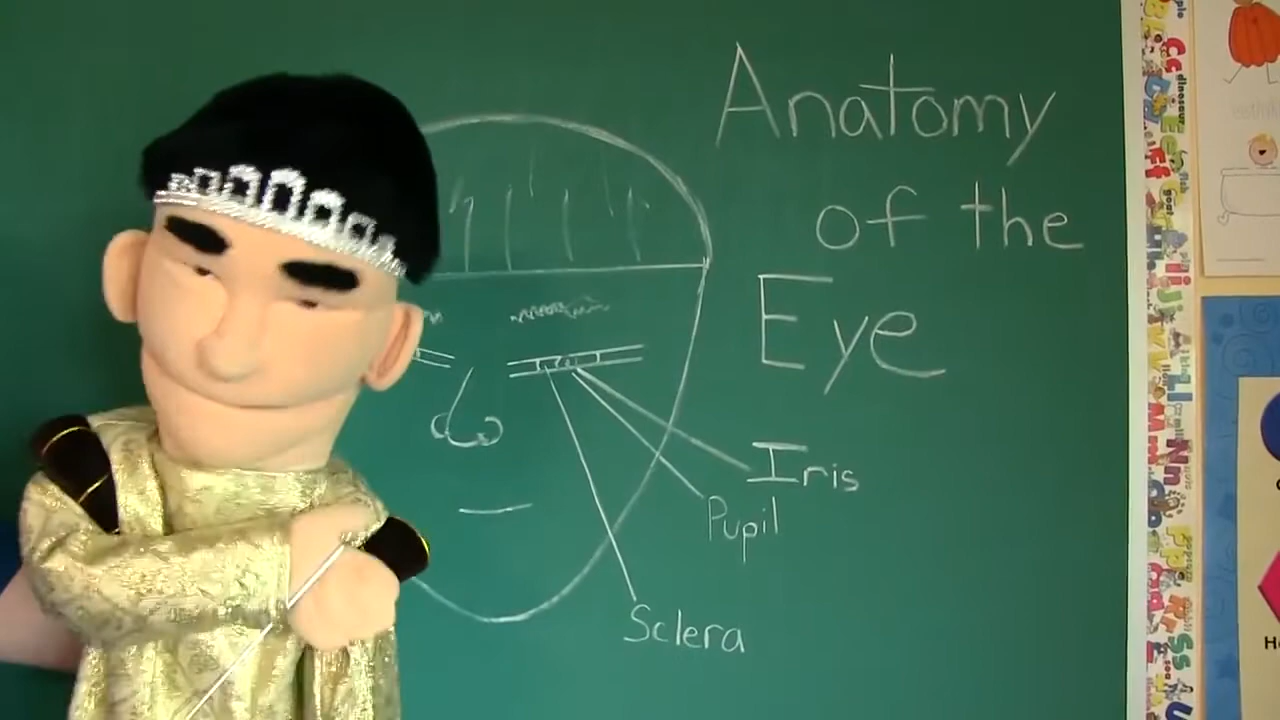 Anatomy
of the
Eye
Iris
Pupil
Sclera